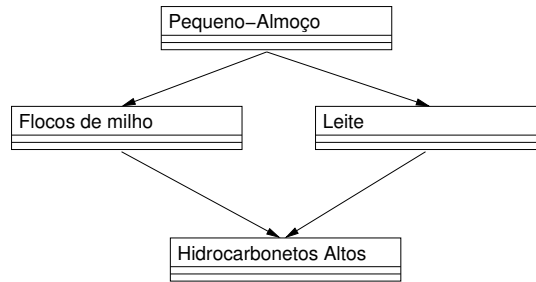 Pequeno−Almoço
Flocos de milho
Leite
Hidrocarbonetos Altos